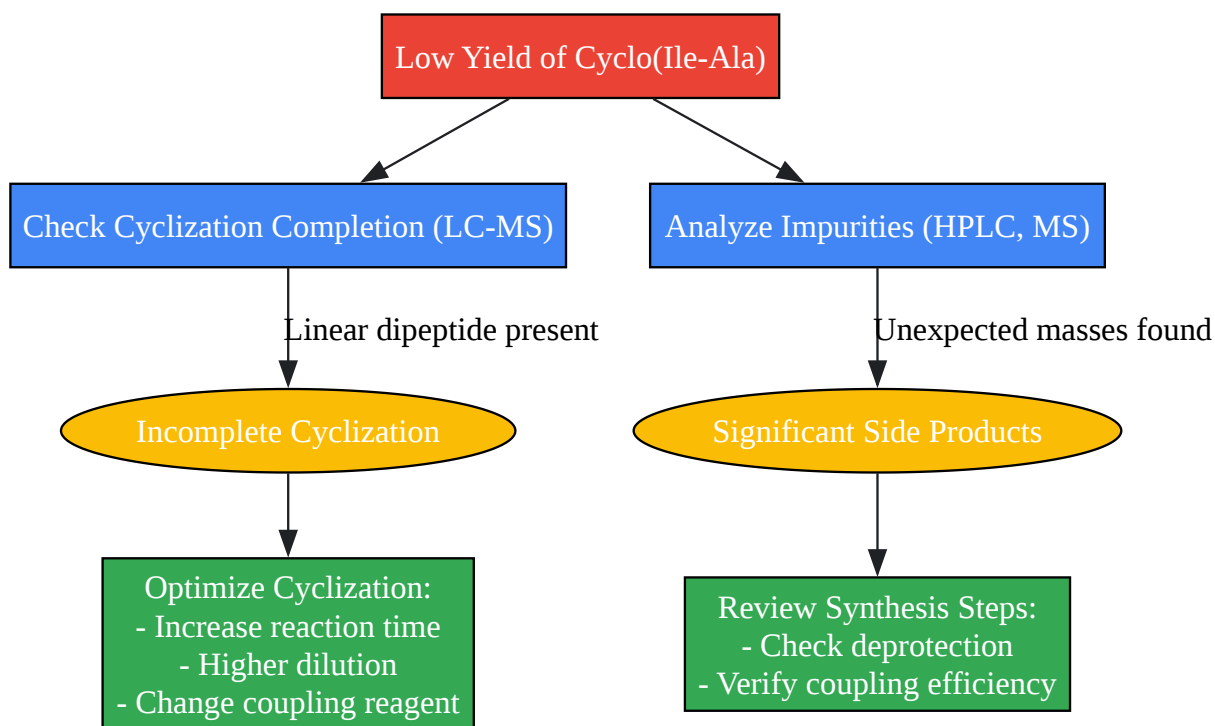 Low Yield of Cyclo(Ile-Ala)
Check Cyclization Completion (LC-MS)
Analyze Impurities (HPLC, MS)
Linear dipeptide present
Unexpected masses found
Incomplete Cyclization
Significant Side Products
Optimize Cyclization:
- Increase reaction time
- Higher dilution
- Change coupling reagent
Review Synthesis Steps:
- Check deprotection
- Verify coupling efficiency